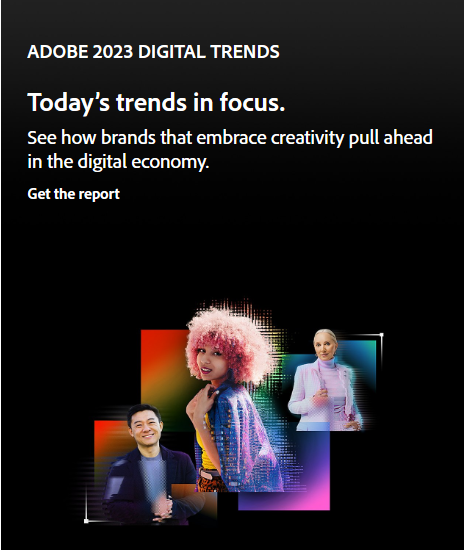 ADOBE 2023 DIGITAL TRENDS
Today’s trends in focus.
See how brands that embrace creativity pull ahead
in the digital economy.
Get the report